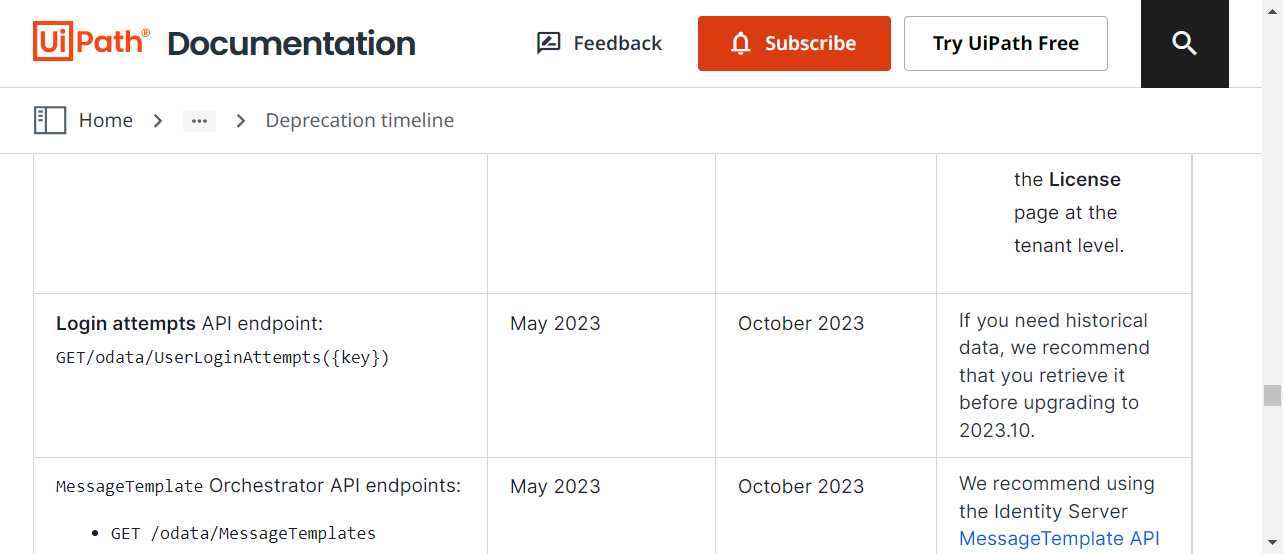 UiPath® Documentation
Feedback
Subscribe
Try UiPath Free
Home > ... > Deprecation timeline
the License
page at the
tenant level.
Login attempts API endpoint:
GET/odata/UserLoginAttempts({key})
May 2023
October 2023
If you need historical
data, we recommend
that you retrieve it
before upgrading to
2023.10.
MessageTemplate Orchestrator API endpoints:
• GET /odata/MessageTemplates
May 2023
October 2023
We recommend using
the Identity Server
MessageTemplate API